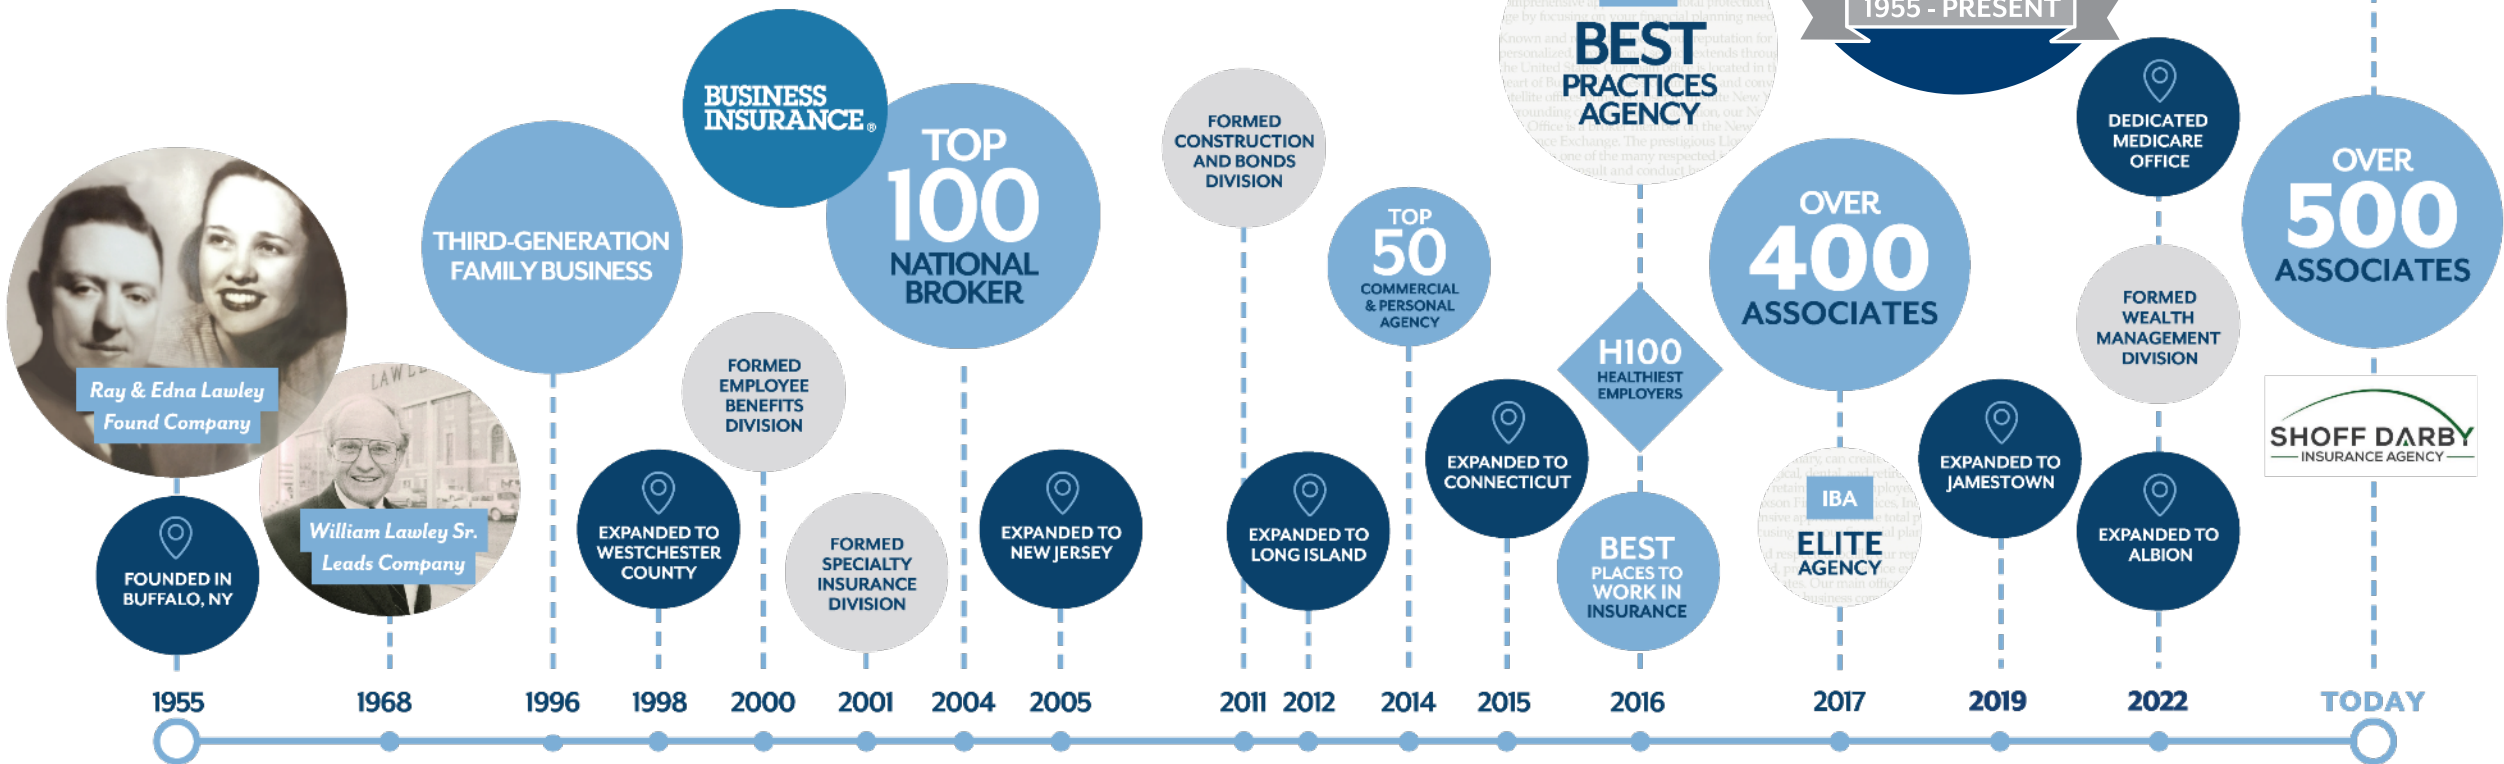 1955 - PRESENT
Ray & Edna Lawley
Found Company
FOUNDED IN
BUFFALO, NY
LAWLE
William Lawley Sr.
Leads Company
THIRD-GENERATION
FAMILY BUSINESS
EXPANDED TO
WESTCHESTER
COUNTY
FORMED
EMPLOYEE
BENEFITS
DIVISION
FORMED
SPECIALTY
INSURANCE
DIVISION
BUSINESS
INSURANCE®
TOP
100
NATIONAL
BROKER
EXPANDED TO
NEW JERSEY
FORMED
CONSTRUCTION
AND BONDS
DIVISION
EXPANDED TO
LONG ISLAND
TOP
50
COMMERCIAL
& PERSONAL
AGENCY
EXPANDED TO
CONNECTICUT
BEST
PRACTICES
AGENCY
H100
HEALTHIEST
EMPLOYERS
BEST
PLACES TO
WORK IN
INSURANCE
OVER
400
ASSOCIATES
IBA
ELITE
AGENCY
EXPANDED TO
JAMESTOWN
DEDICATED
MEDICARE
OFFICE
FORMED
WEALTH
MANAGEMENT
DIVISION
EXPANDED TO
ALBION
OVER
500
ASSOCIATES
SHOFF DARBY
INSURANCE AGENCY
1955 1968 1996 1998 2000 2001 2004 2005 2011 2012 2014 2015 2016 2017 2019 2022 TODAY